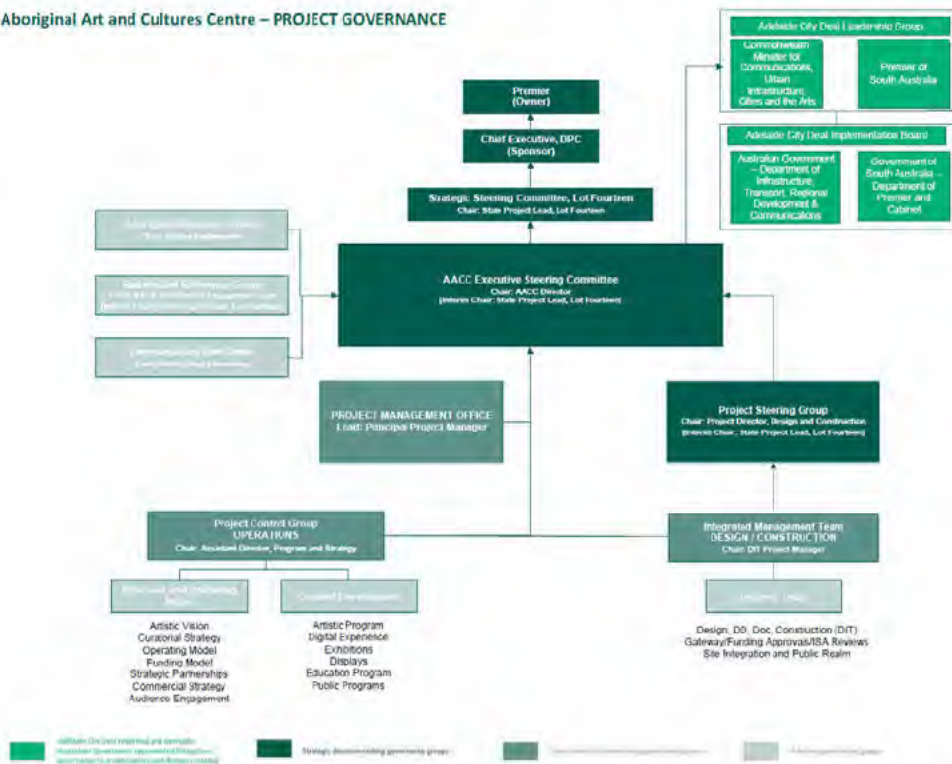 Aboriginal Art and Cultures Centre – PROJECT GOVERNANCE
Adelaide City Deal Leadership Group
Commonwealth
Minister for
Communications,
Urban
Infrastructure,
Cities and the Arts
Premier of
South Australia
Adelaide City Deal Implementation Board
Australian Government
– Department of
Infrastructure,
Transport, Regional
Development &
Communications
Government of
South Australia –
Department of
Premier and
Cabinet
Premier
(Owner)
Chief Executive, DPC
(Sponsor)
Strategic Steering Committee, Lot Fourteen
Chair: State Project Lead, Lot Fourteen
AACC Executive Steering Committee
Chair: AACC Director
(Interim Chair: State Project Lead, Lot Fourteen)
PROJECT MANAGEMENT OFFICE
Lead: Principal Project Manager
Project Steering Group
Chair: Project Director, Design and Construction
(Interim Chair: State Project Lead, Lot Fourteen)
Project Control Group
OPERATIONS
Chair: Assistant Director, Program and Strategy
Integrated Management Team
DESIGN / CONSTRUCTION
Chair: DIT Project Manager
Artistic Vision
Curatorial Strategy
Operating Model
Funding Model
Strategic Partnerships
Commercial Strategy
Audience Engagement
Artistic Program
Digital Experience
Exhibitions
Displays
Education Program
Public Programs
Design, DD, Doc, Construction (DIT)
Gateway/Funding Approvals/ISA Reviews
Site Integration and Public Realm
Strategic decision-making governance groups